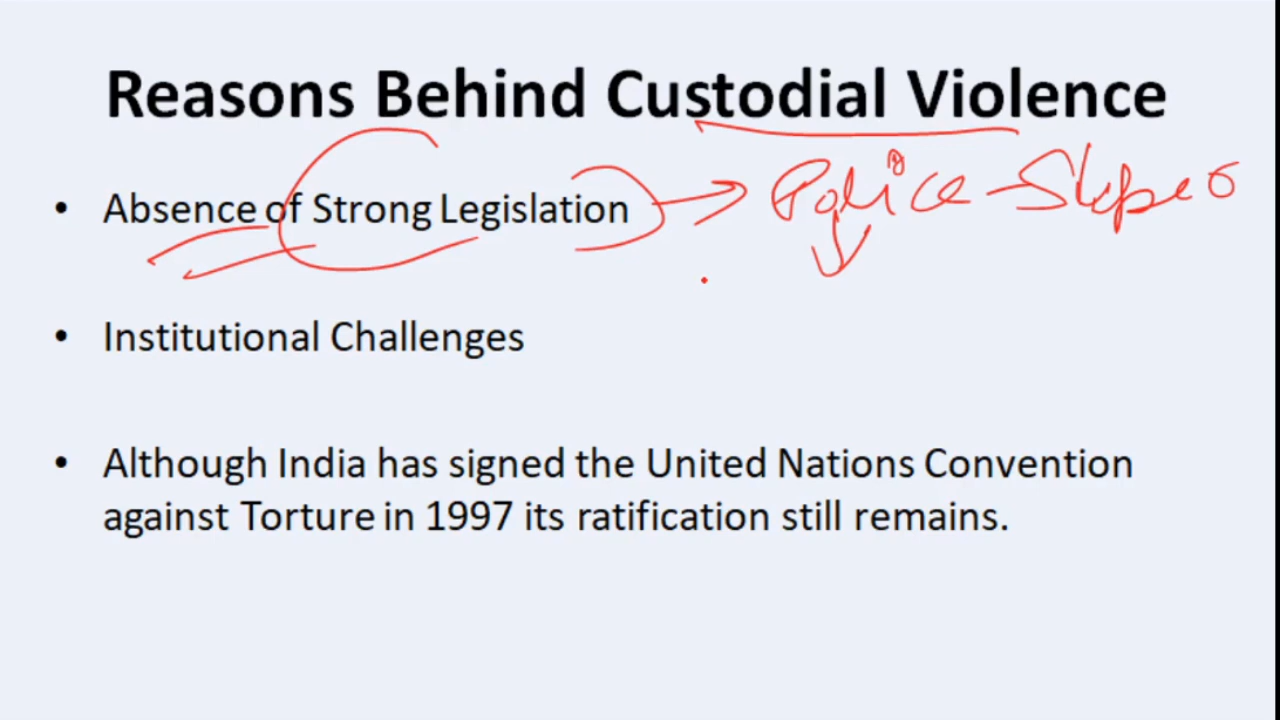 Reasons Behind Custodial Violence
• Absence of Strong Legislation
Police
• Institutional Challenges
• Although India has signed the United Nations Convention
against Torture in 1997 its ratification still remains.